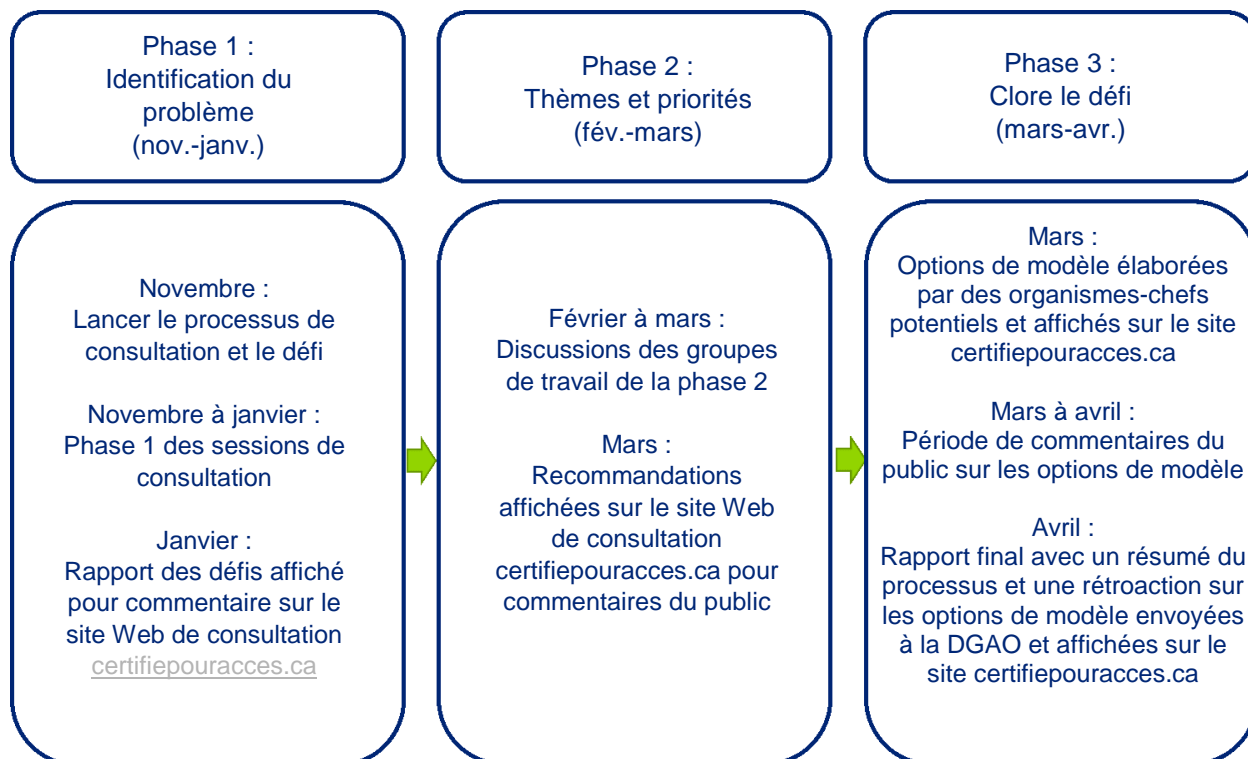 Phase 1 :
Identification du
problème
(nov.-janv.)
Phase 2 :
Thèmes et priorités
(fév.-mars)
Phase 3 :
Clore le défi
(mars-avr.)
Novembre :
Lancer le processus de
consultation et le défi
Novembre à janvier :
Phase 1 des sessions de
consultation
Janvier :
Rapport des défis affiché
pour commentaire sur le
site Web de consultation
certifiepouracces.ca
Février à mars :
Discussions des groupes
de travail de la phase 2
Mars :
Recommandations
affichées sur le site Web
de consultation
certifiepouracces.ca pour
commentaires du public
Mars :
Options de modèle élaborées
par des organismes-chefs
potentiels et affichés sur le site
certifiepouracces.ca
Mars à avril :
Période de commentaires du
public sur les options de modèle
Avril :
Rapport final avec un résumé du
processus et une rétroaction sur
les options de modèle envoyées
à la DGAO et affichées sur le
site certifiepouracces.ca